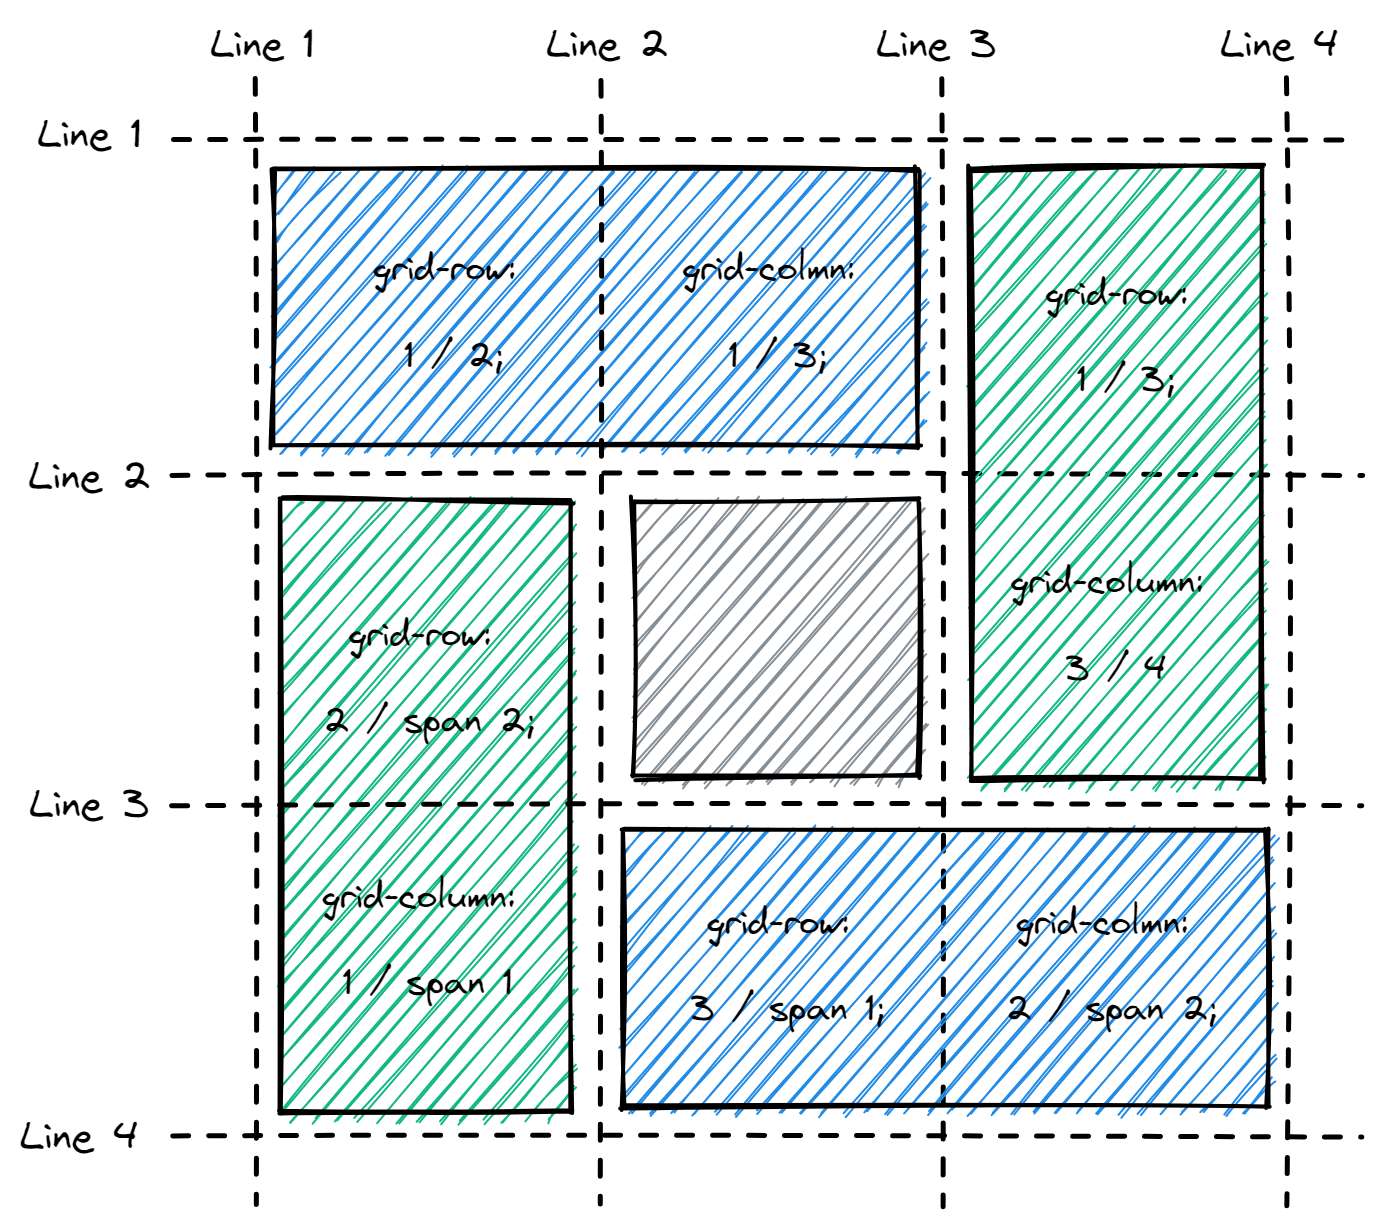 Line 1
Line 2
Line 3
Line 4
Line 1
grid-row:
1 / 2;
grid-colmn:
1 / 3;
grid-row:
1 / 3;
Line 2
grid-column:
3 / 4
grid-row:
2 / span 2;
Line 3
grid-column:
1 / span 1
grid-row:
3 / span 1;
grid-colmn:
2 / span 2;
Line 4